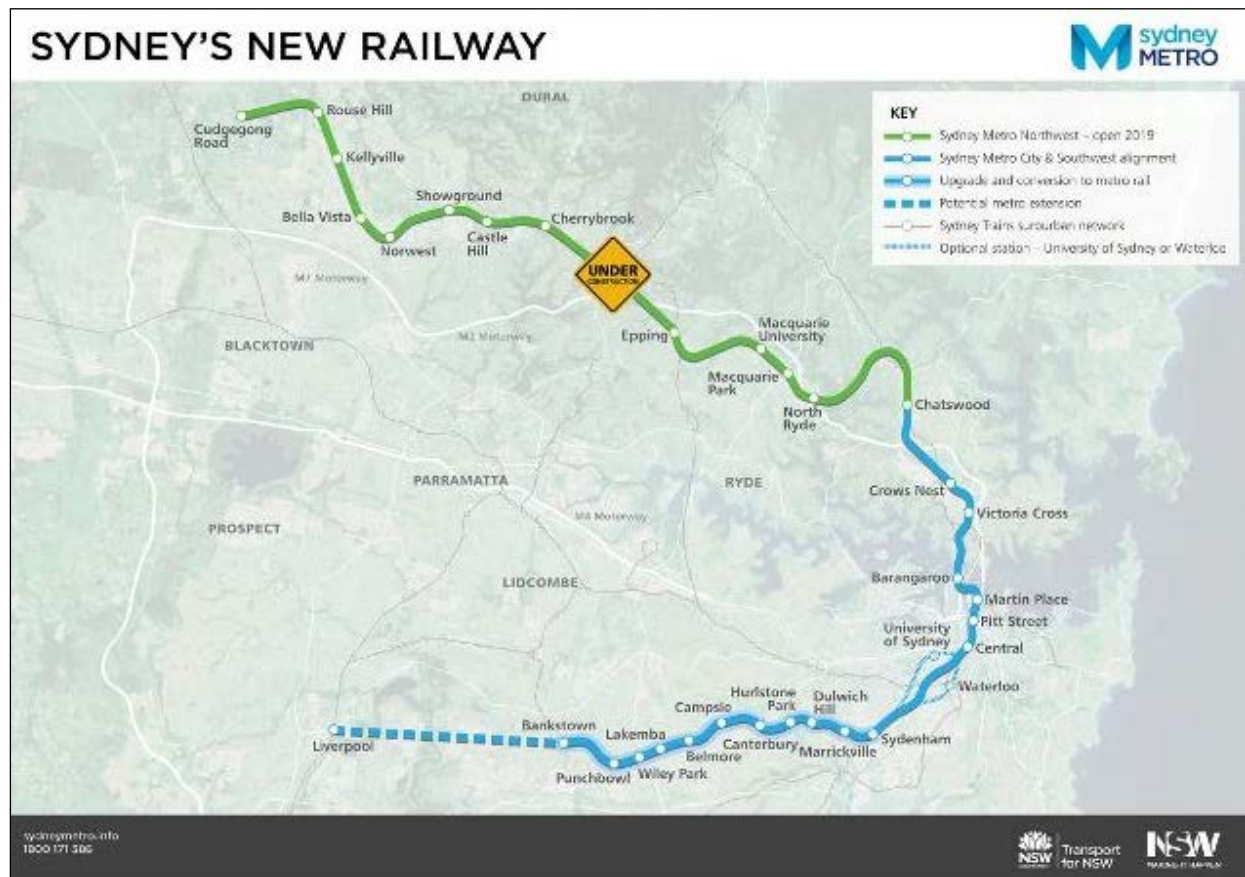 SYDNEY'S NEW RAILWAY
sydney
METRO
DURAL
KEY
Sydney Metro Northwest – open 2019
Sydney Metro City & Southwest alignment
Upgrade and conversion to metro rail
Potential metro extension
Sydney Trains suburban network
Optional station – University of Sydney or Waterloo
Rouse Hill
Cudgegong
Road
Kellyville
Showground
Bella Vista
Cherrybrook
Norwest
Castle
Hill
UNDER
CONSTRUCTION
M7 Motorway
M2 Motorway
Epping
Macquarie
University
BLACKTOWN
Macquarie
Park
North
Ryde
Chatswood
PARRAMATTA
RYDE
Crows Nest
Victoria Cross
M4 Motorway
PROSPECT
LIDCOMBE
Barangaroo
Martin Place
Pitt Street
University
of Sydney
Central
Waterloo
Hurlstone
Park
Dulwich
Hill
Campsie
Bankstown
Lakemba
Liverpool
Canterbury
Sydenham
Marrickville
Belmore
Punchbowl
Wiley Park
sydneymetro.info
1800 171 386
NSW
GOVERNMENT
Transport
for NSW
NSW
MAKING IT HAPPEN